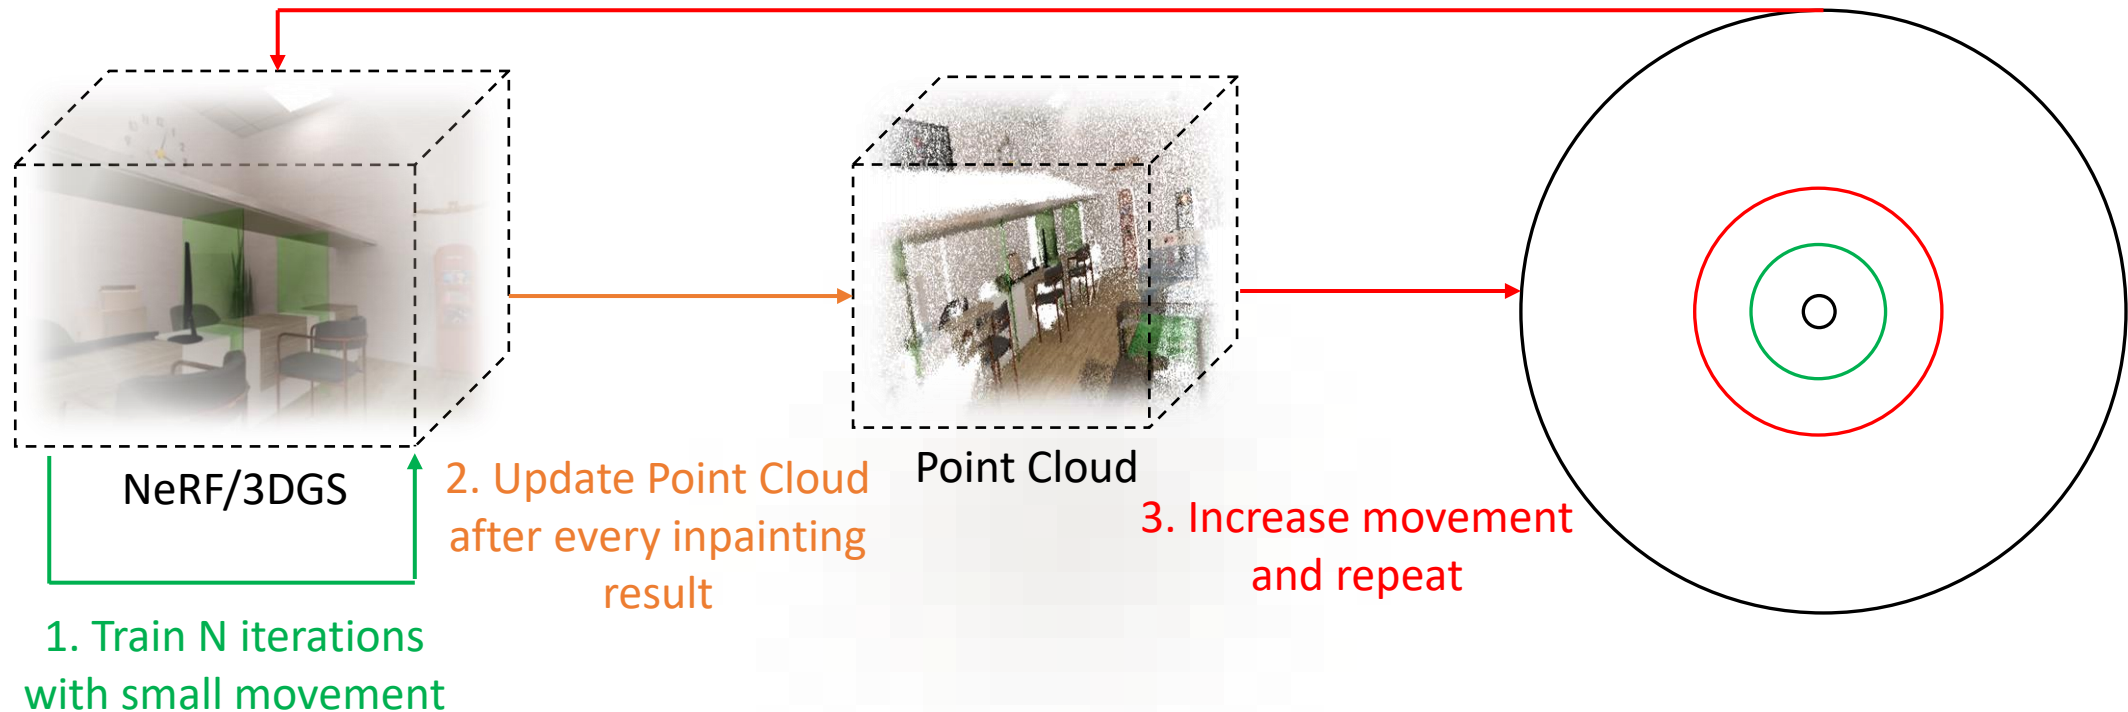 NeRF/3DGS
1. Train N iterations
with small movement
2. Update Point Cloud
after every inpainting
result
Point Cloud
3. Increase movement
and repeat